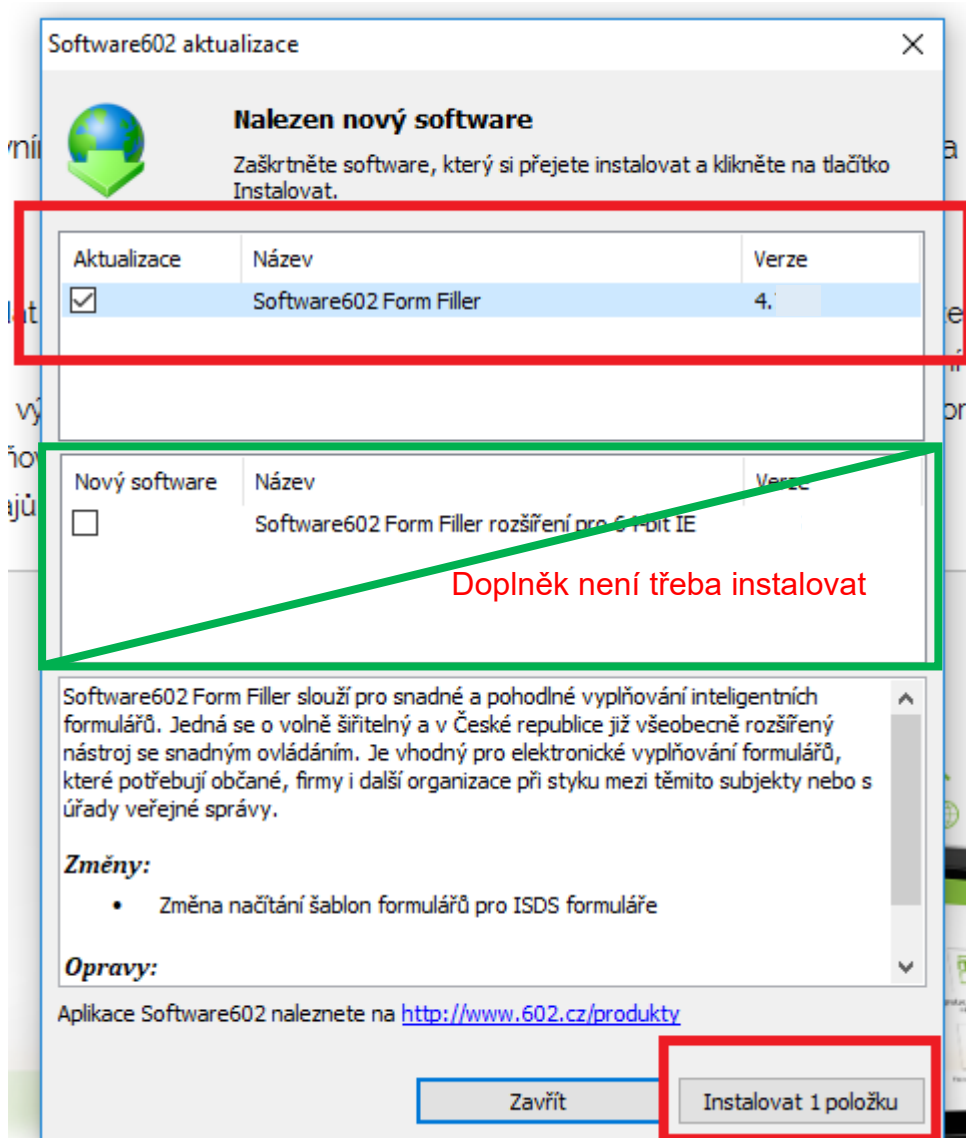 Software602 aktualizace
Nalezen nový software
Zaškrtněte software, který si přejete instalovat a klikněte na tlačítko
Instalovat.
Aktualizace Název Verze
Software602 Form Filler 4.
Nový software Název Verze
Software602 Form Filler rozšíření pro 64-bit IE
Doplněk není třeba instalovat
Software602 Form Filler slouží pro snadné a pohodlné vyplňování inteligentních
formulářů. Jedná se o volně šiřitelný a v České republice již všeobecně rozšířený
nástroj se snadným ovládáním. Je vhodný pro elektronické vyplňování formulářů,
které potřebují občané, firmy i další organizace při styku mezi těmito subjekty nebo s
úřady veřejné správy.
Změny:
• Změna načítání šablon formulářů pro ISDS formuláře
Opravy:
Aplikace Software602 naleznete na http://www.602.cz/produkty
Zavřít Instalovat 1 položku